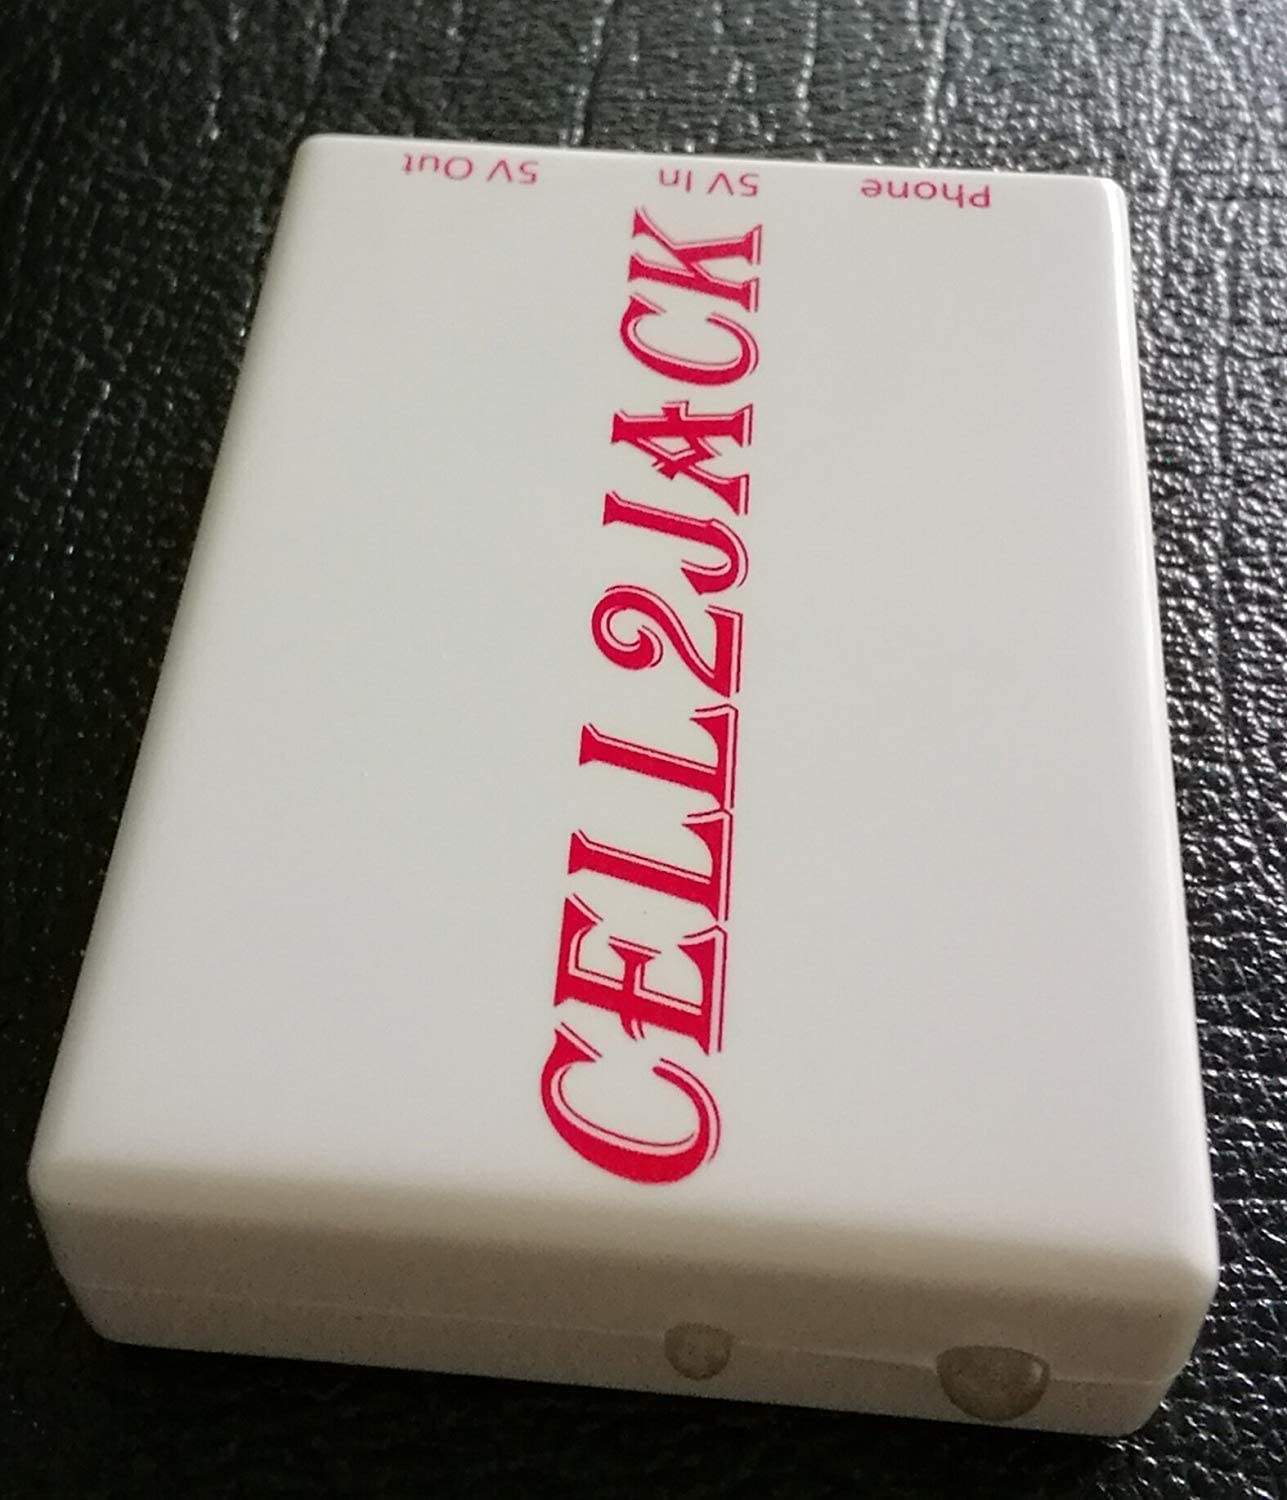 5V Out
5V In
Phone
CELL2JACK